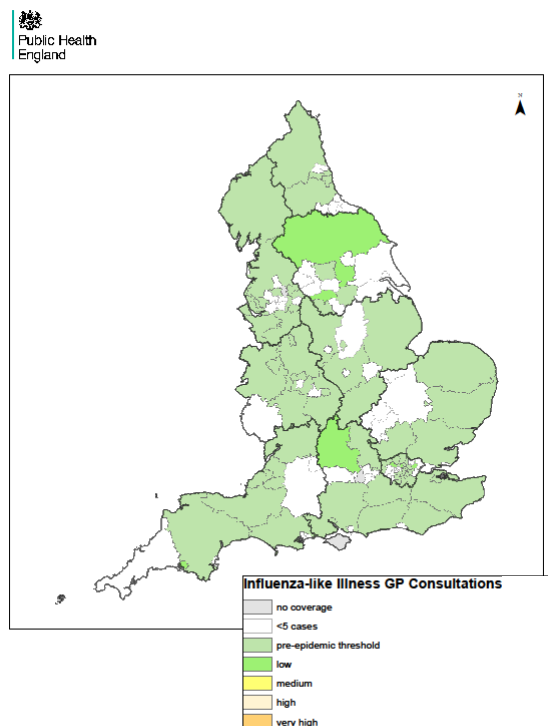 Public Health
England
N
Influenza-like Illness GP Consultations
no coverage
<5 cases
pre-epidemic threshold
low
medium
high
very high